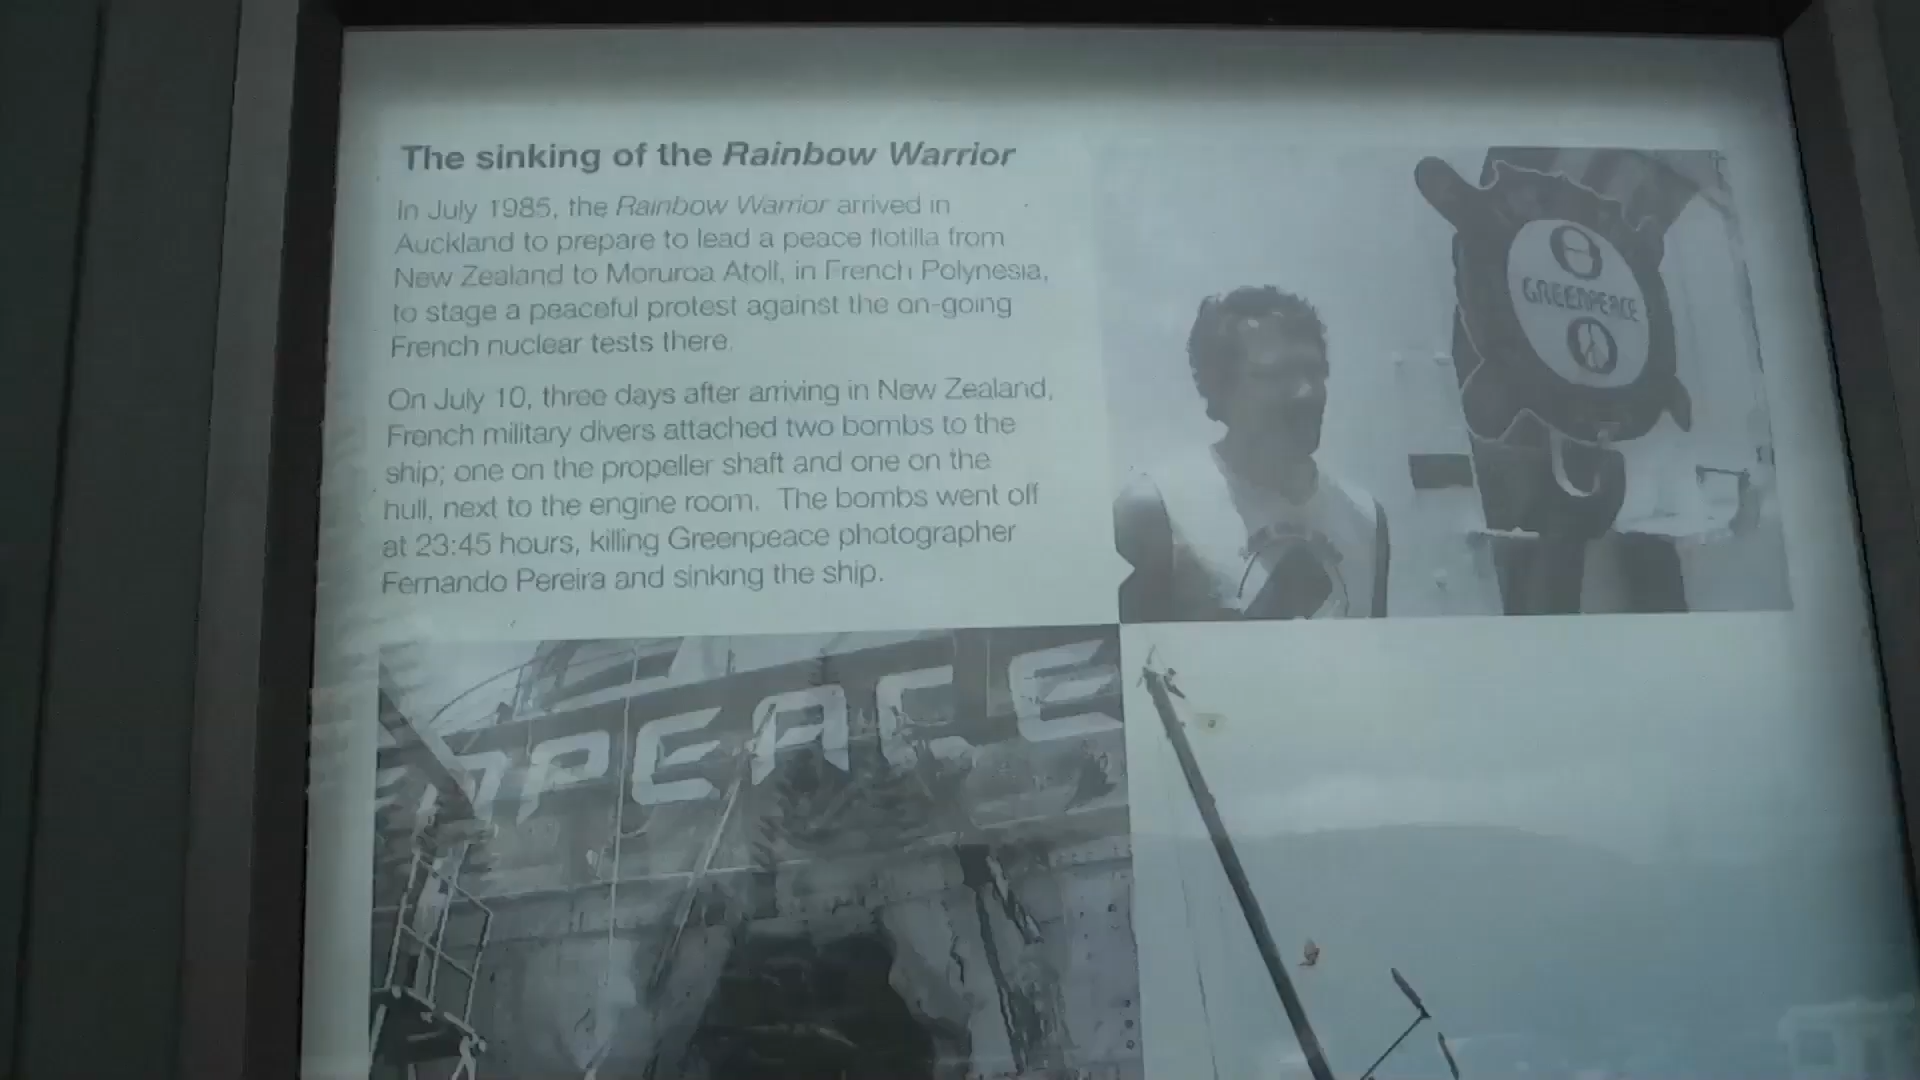 The sinking of the Rainbow Warrior
In July 1985, the Rainbow Warrior arrived in
Auckland to prepare to lead a peace flotilla from
New Zealand to Moruroa Atoll, in French Polynesia,
to stage a peaceful protest against the on-going
French nuclear tests there.
On July 10, three days after arriving in New Zealand,
French military divers attached two bombs to the
ship; one on the propeller shaft and one on the
hull, next to the engine room. The bombs went off
at 23:45 hours, killing Greenpeace photographer
Fernando Pereira and sinking the ship.
GREENPEACE
NPEACE